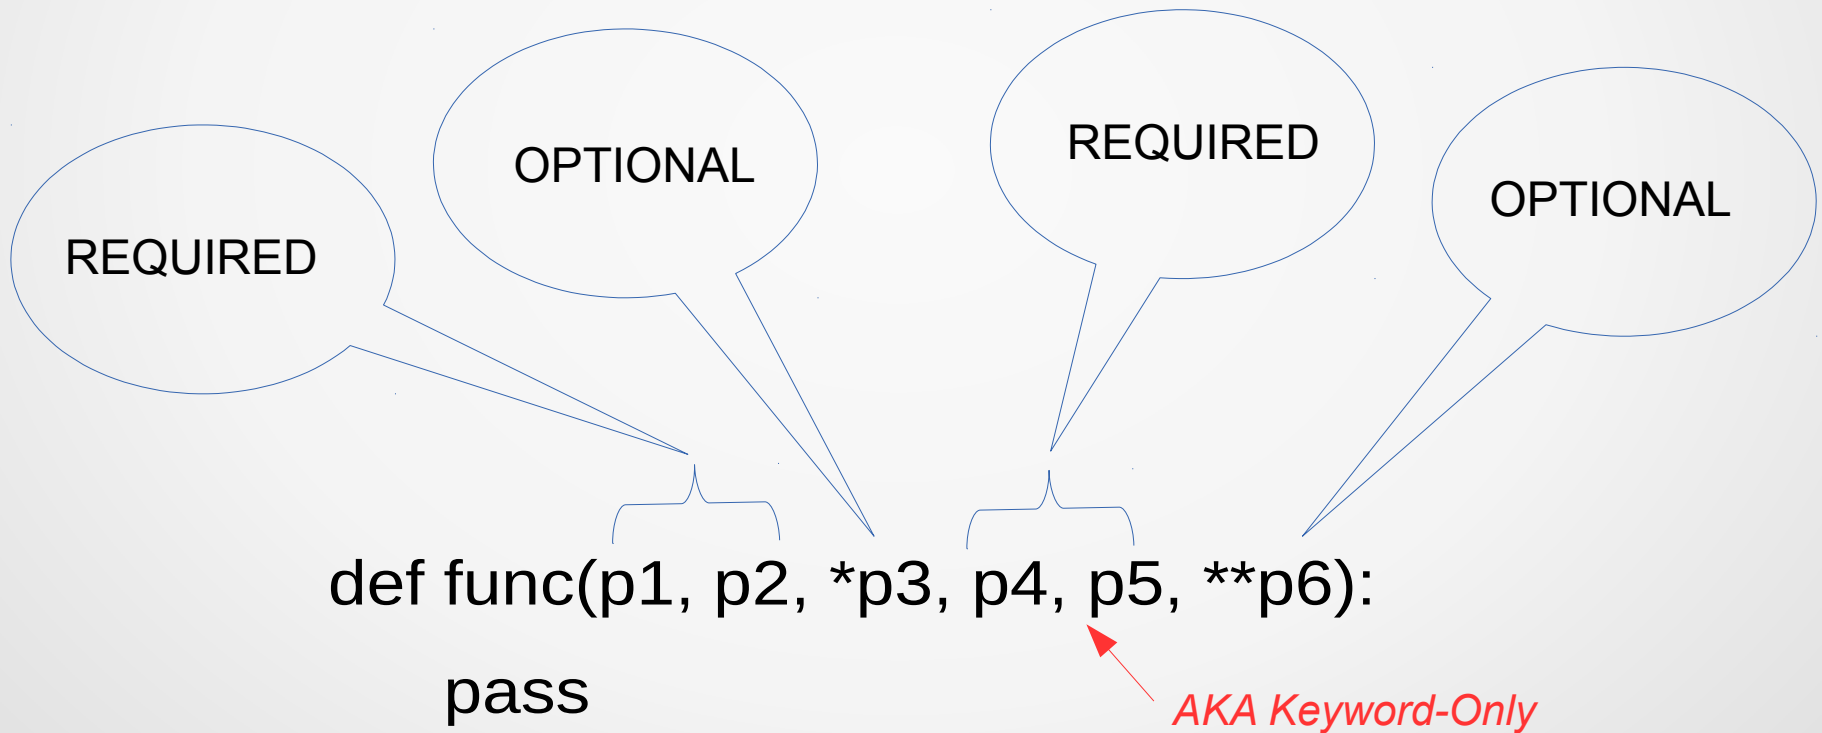 REQUIRED
OPTIONAL
REQUIRED
OPTIONAL
def func(p1, p2, *p3, p4, p5, **p6):
pass
AKA Keyword-Only